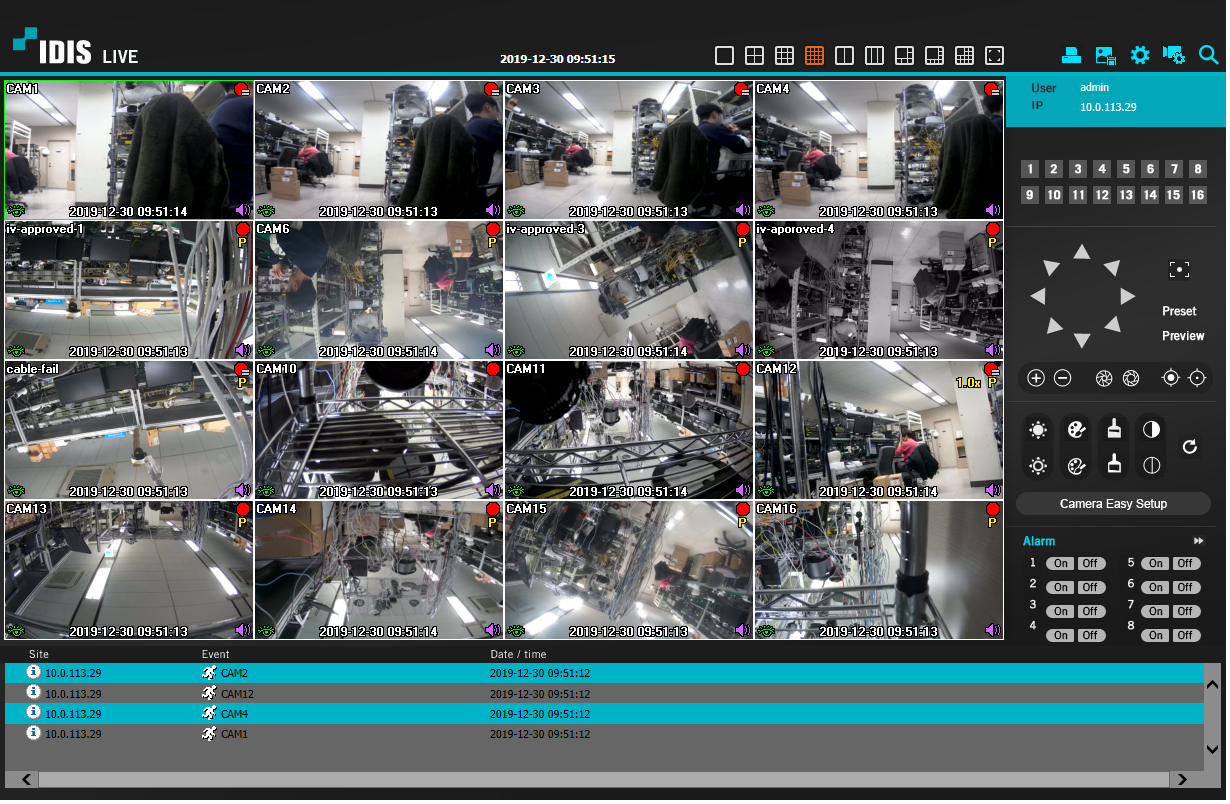 IDIS LIVE
2019-12-30 09:51:15
User admin
IP 10.0.113.29
CAM1
2019-12-30 09:51:14
CAM2
2019-12-30 09:51:13
CAM3
2019-12-30 09:51:13
CAM4
2019-12-30 09:51:13
iv-approved-1
P
2019-12-30 09:51:13
CAM6
P
2019-12-30 09:51:14
iv-approved-3
P
2019-12-30 09:51:14
iv-aporoved-4
P
2019-12-30 09:51:13
cable-fail
P
2019-12-30 09:51:13
CAM10
2019-12-30 09:51:13
CAM11
2019-12-30 09:51:14
CAM12
1.0x P
2019-12-30 09:51:14
CAM13
P
2019-12-30 09:51:13
CAM14
P
2019-12-30 09:51:14
CAM15
P
2019-12-30 09:51:13
CAM16
P
2019-12-30 09:51:13
1 2 3 4 5 6 7 8
9 10 11 12 13 14 15 16
Preset
Preview
Camera Easy Setup
Alarm
1 On Off 5 On Off
2 On Off 6 On Off
3 On Off 7 On Off
4 On Off 8 On Off
Site Event Date / time
10.0.113.29 CAM2 2019-12-30 09:51:12
10.0.113.29 CAM12 2019-12-30 09:51:12
10.0.113.29 CAM4 2019-12-30 09:51:12
10.0.113.29 CAM1 2019-12-30 09:51:12